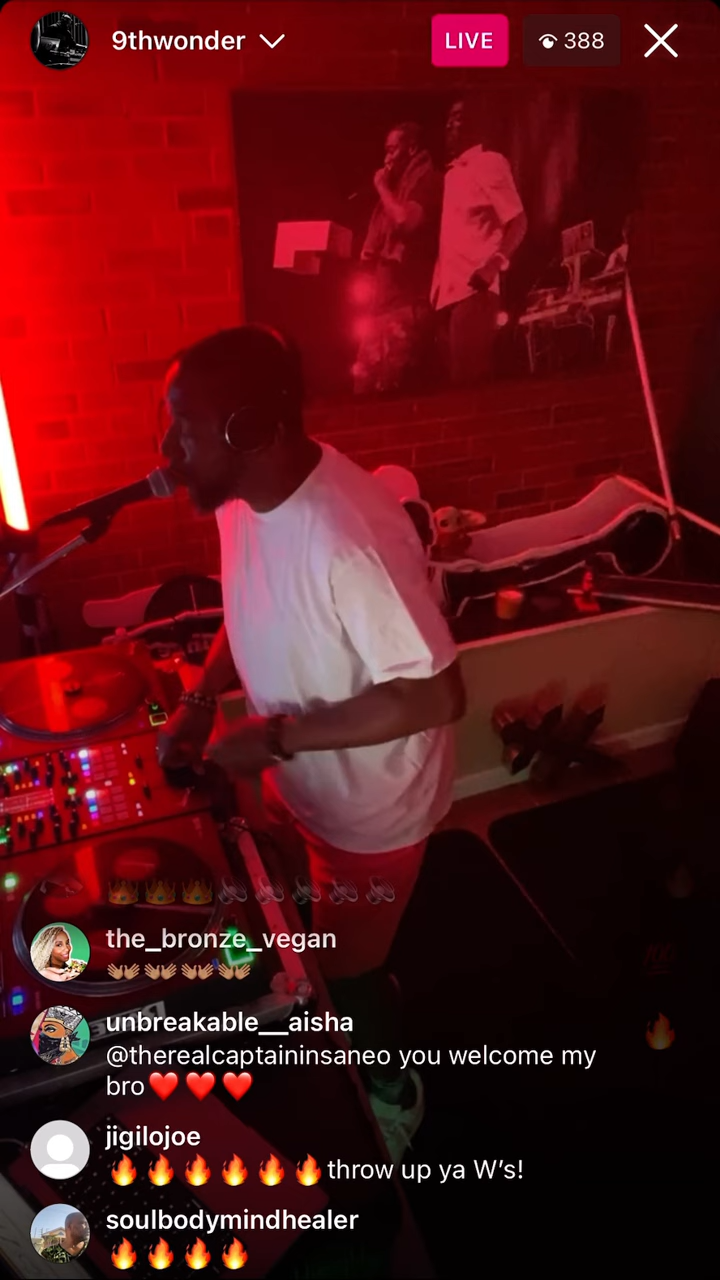 9thwonder
LIVE
388
the_bronze_vegan
👐🏽👐🏽👐🏽👐🏽
unbreakable__aisha
@therealcaptaininsaneo you welcome my
bro❤️❤️❤️
jigilojoe
🔥🔥🔥🔥🔥🔥throw up ya W’s!
soulbodymindhealer
🔥🔥🔥🔥